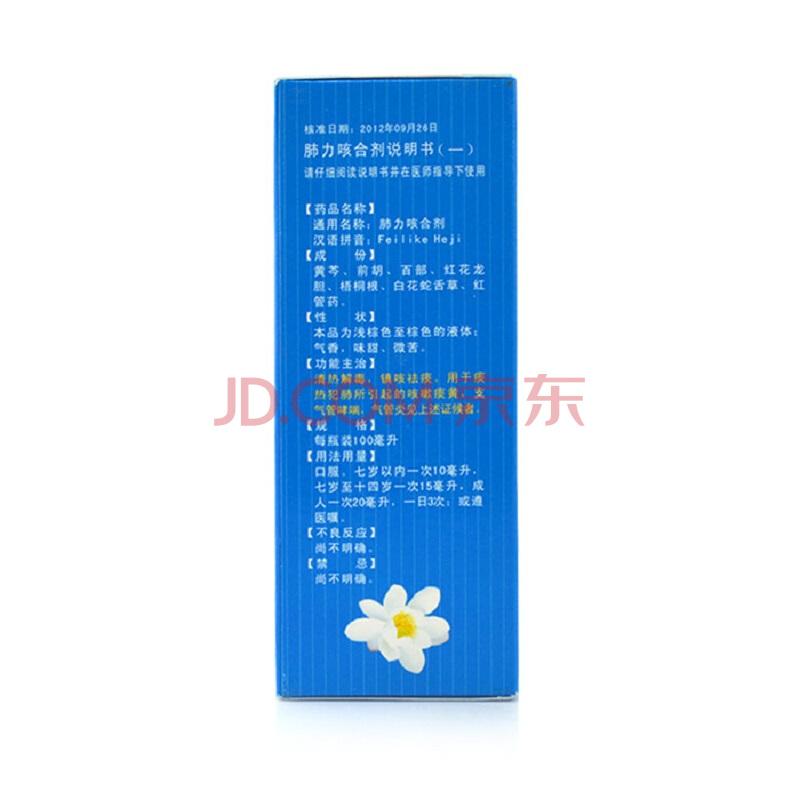 核准日期：2012年09月26日
肺力咳合剂说明书(一)
请仔细阅读说明书并在医师指导下使用
【药品名称】
通用名称：肺力咳合剂
汉语拼音：Feilike Heji
【成　份】
黄芩、前胡、百部、红花龙
胆、梧桐根、白花蛇舌草、红
管药。
【性　状】
本品为浅棕色至棕色的液体；
气香，味甜、微苦。
【功能主治】
清热解毒，镇咳祛痰。用于痰
热犯肺所引起的咳嗽痰黄，支
气管哮喘，气管炎见上述证候者。
JD.COM京东
【规　格】
每瓶装100毫升
【用法用量】
口服，七岁以内一次10毫升，
七岁至十四岁一次15毫升，成
人一次20毫升，一日3次；或遵
医嘱。
【不良反应】
尚不明确。
【禁　忌】
尚不明确。